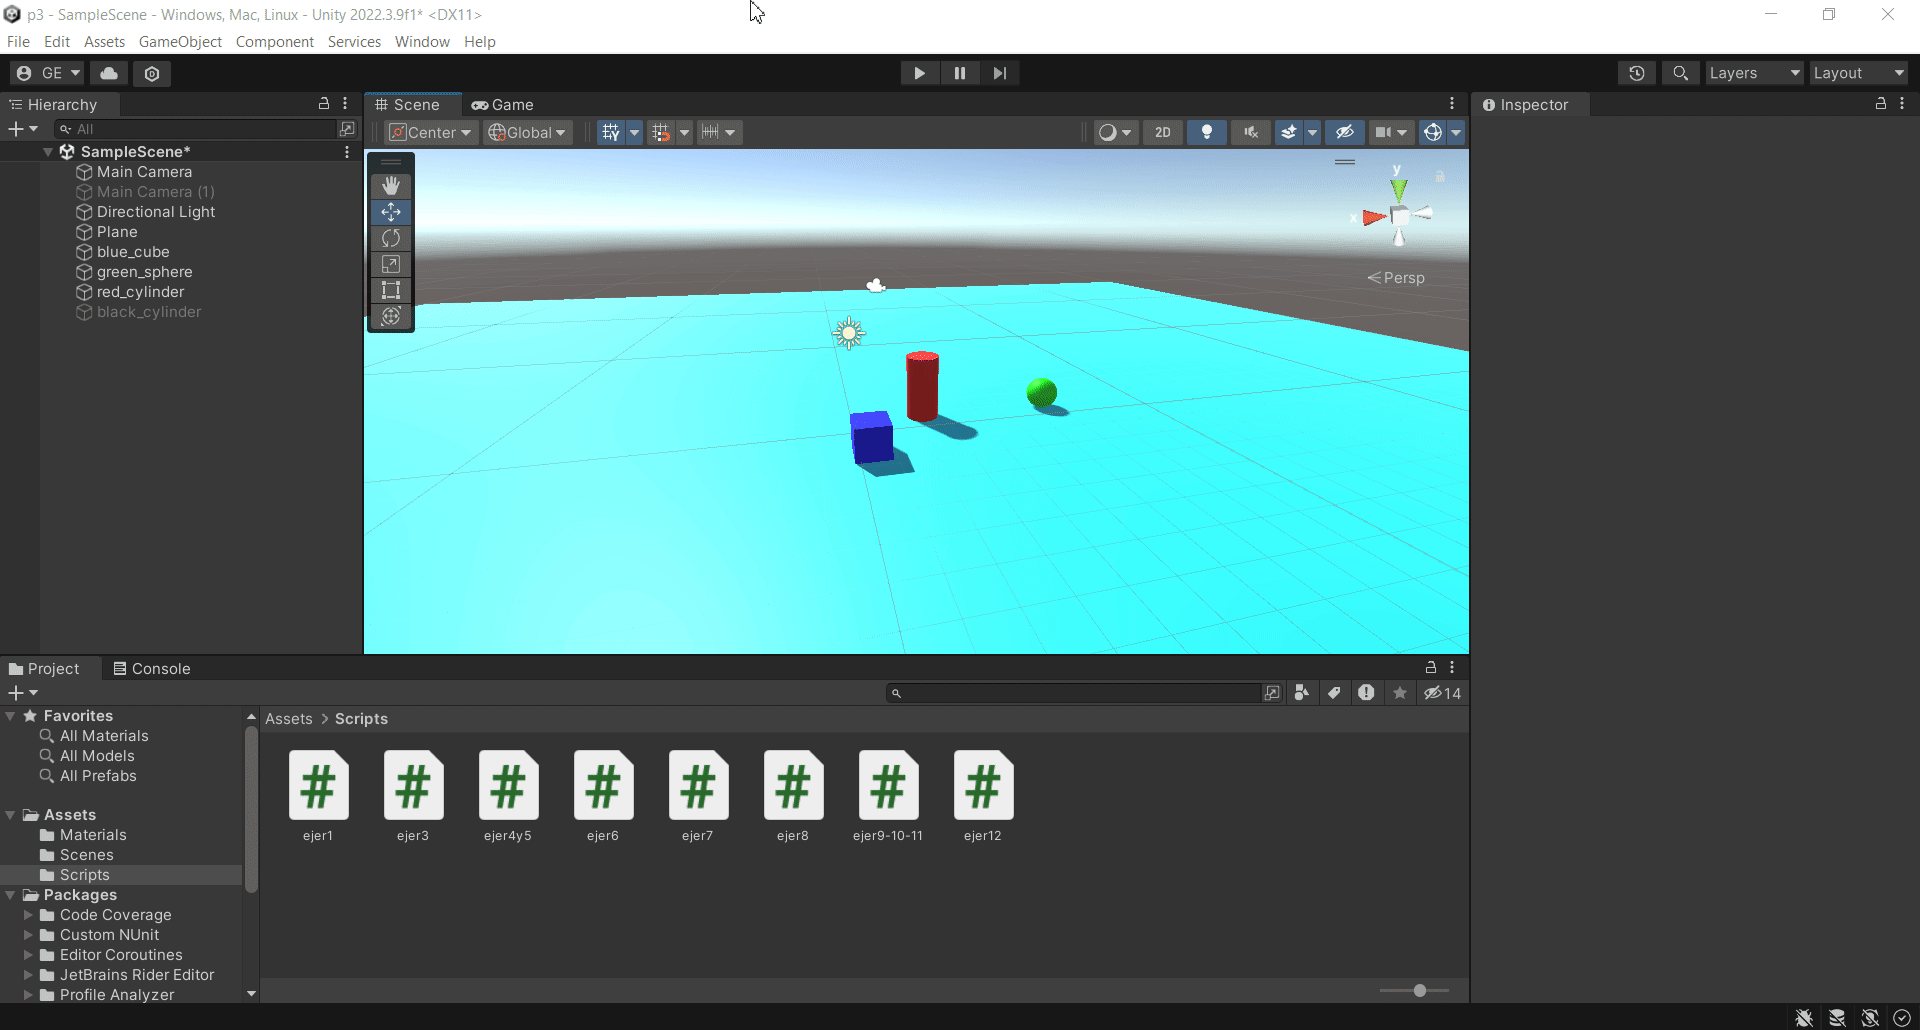 p3 - SampleScene - Windows, Mac, Linux - Unity 2022.3.9f1* <DX11>
File Edit Assets GameObject Component Services Window Help
GE Layers Layout
Hierarchy Scene Game Inspector
All Center Global 2D
SampleScene*
Main Camera
Main Camera (1)
Directional Light
Plane
blue_cube
green_sphere
red_cylinder
black_cylinder
y
x
Persp
Project Console
14
Favorites
All Materials
All Models
All Prefabs
Assets
Materials
Scenes
Scripts
Packages
Code Coverage
Custom NUnit
Editor Coroutines
JetBrains Rider Editor
Profile Analyzer
Assets > Scripts
ejer1 ejer3 ejer4y5 ejer6 ejer7 ejer8 ejer9-10-11 ejer12